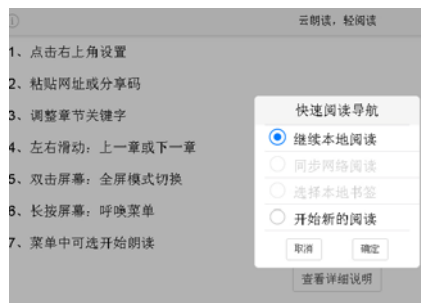 云朗读，轻阅读
1、点击右上角设置
2、粘贴网址或分享码
3、调整章节关键字
4、左右滑动：上一章或下一章
5、双击屏幕：全屏模式切换
6、长按屏幕：呼唤菜单
7、菜单中可选开始朗读
快速阅读导航
继续本地阅读
同步网络阅读
选择本地书签
开始新的阅读
取消 确定
查看详细说明